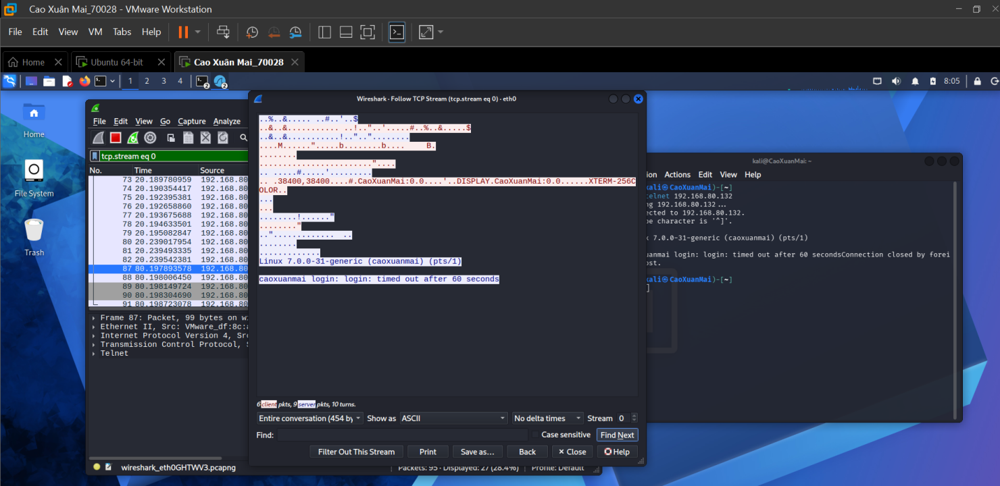 Cao Xuân Mai_70028 - VMware Workstation
File Edit View VM Tabs Help
Home Ubuntu 64-bit Cao Xuân Mai_70028
1 2 3 4 2 2 8:05
Home
File System
Trash
File Edit View Go Capture Analyze
tcp.stream eq 0
No. Time Source
73 20.189780959 192.168.80
74 20.190354417 192.168.80
75 20.192395381 192.168.80
76 20.192658860 192.168.80
77 20.193675688 192.168.80
78 20.194633501 192.168.80
79 20.195082847 192.168.80
80 20.239017954 192.168.80
81 20.239493335 192.168.80
82 20.239542381 192.168.80
87 80.197893578 192.168.80
88 80.198006450 192.168.80
89 80.198149724 192.168.80
90 80.198304690 192.168.80
91 80.198723078 192.168.80
Frame 87: Packet, 99 bytes on wi
Ethernet II, Src: VMware_df:8c:
Internet Protocol Version 4, Src
Transmission Control Protocol,
Telnet
wireshark_eth0GHTWV3.pcapng
Packets: 95 · Displayed: 27 (28.4%) Profile: Default
Wireshark · Follow TCP Stream (tcp.stream eq 0) · eth0
..%..&..... ..#..'..$
..&..&........... ..!.."..'.....#..%..&.....$
..&..&...........!.."..".........
....M......".....b........b.... B.
........
........................."....
.. .....#.....'..........
.. .38400,38400....#.CaoXuanMai:0.0....'..DISPLAY.CaoXuanMai:0.0......XTERM-256C
OLOR..
...
...
........!......"
........"
.."............. ..
........
.............
Linux 7.0.0-31-generic (caoxuanmai) (pts/1)
caoxuanmai login: login: timed out after 60 seconds
6 client pkts, 9 server pkts, 10 turns.
Entire conversation (454 by Show as ASCII No delta times Stream 0
Find: Case sensitive Find Next
Filter Out This Stream Print Save as... Back Close Help
kali@CaoXuanMai: ~
ion Actions Edit View Help
kali㉿CaoXuanMai)-[~]
telnet 192.168.80.132
ng 192.168.80.132...
ected to 192.168.80.132.
pe character is '^]'.
x 7.0.0-31-generic (caoxuanmai) (pts/1)
uanmai login: login: timed out after 60 secondsConnection closed by forei
ost.
kali㉿CaoXuanMai)-[~]